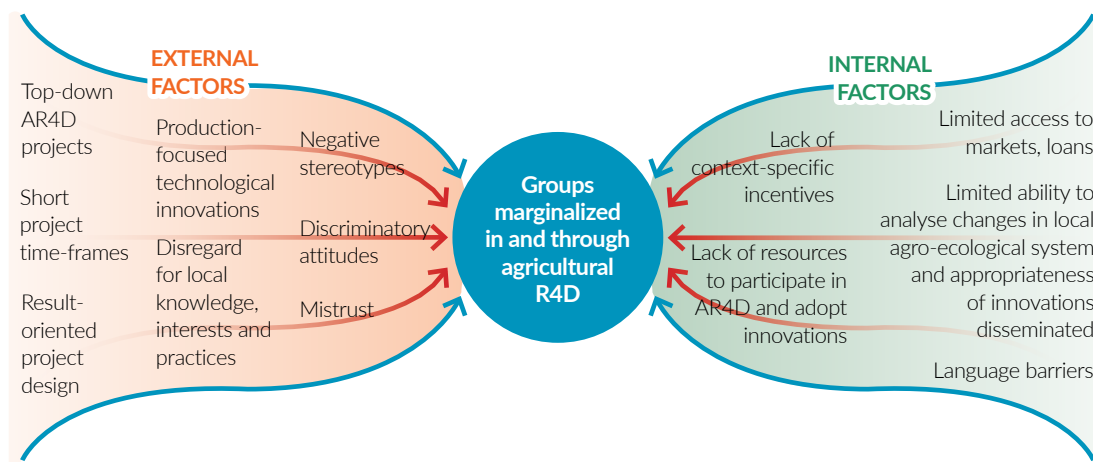 EXTERNAL
FACTORS
Top-down
AR4D
projects
Short
project
time-frames
Result-
oriented
project
design
Production-
focused
technological
innovations
Disregard
for local
knowledge,
interests and
practices
Negative
stereotypes
Discriminatory
attitudes
Mistrust
Groups
marginalized
in and through
agricultural
R4D
INTERNAL
FACTORS
Lack of
context-specific
incentives
Lack of resources
to participate in
AR4D and adopt
innovations
Limited access to
markets, loans
Limited ability to
analyse changes in local
agro-ecological system
and appropriateness
of innovations
disseminated
Language barriers